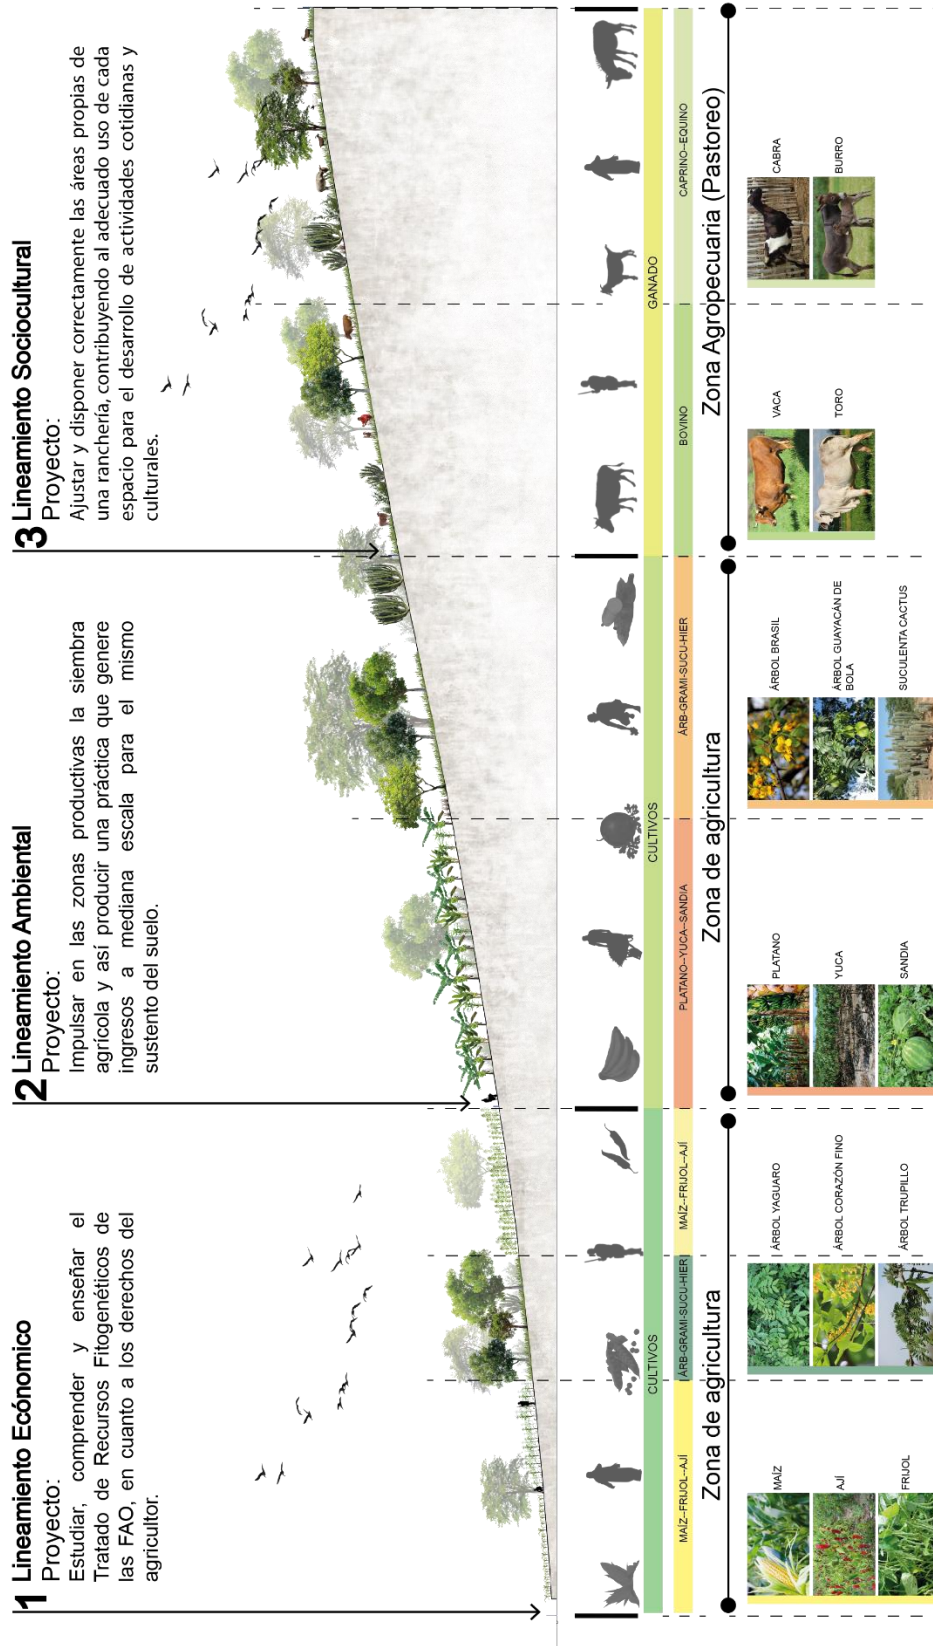 1 Lineamiento Ecónomico
Proyecto:
Estudiar, comprender y enseñar el
Tratado de Recursos Fitogenéticos de
las FAO, en cuanto a los derechos del
agricultor.
2 Lineamiento Ambiental
Proyecto:
Impulsar en las zonas productivas la siembra
agrícola y así producir una práctica que genere
ingresos a mediana escala para el mismo
sustento del suelo.
3 Lineamiento Sociocultural
Proyecto:
Ajustar y disponer correctamente las áreas propias de
una ranchería, contribuyendo al adecuado uso de cada
espacio para el desarrollo de actividades cotidianas y
culturales.
CULTIVOS
CULTIVOS
GANADO
MAÍZ--FRIJOL--AJÍ
ÁRB-GRAMI-SUCU-HIER
MAÍZ--FRIJOL--AJÍ
PLATANO--YUCA--SANDIA
ÁRB-GRAMI-SUCU-HIER
BOVINO
CAPRINO--EQUINO
Zona de agricultura
Zona de agricultura
Zona Agropecuaria (Pastoreo)
MAÍZ
AJÍ
FRIJOL
ÁRBOL YAGUARO
ÁRBOL CORAZÓN FINO
ÁRBOL TRUPILLO
PLATANO
YUCA
SANDIA
ÁRBOL BRASIL
ÁRBOL GUAYACÁN DE
BOLA
SUCULENTA CACTUS
VACA
TORO
CABRA
BURRO